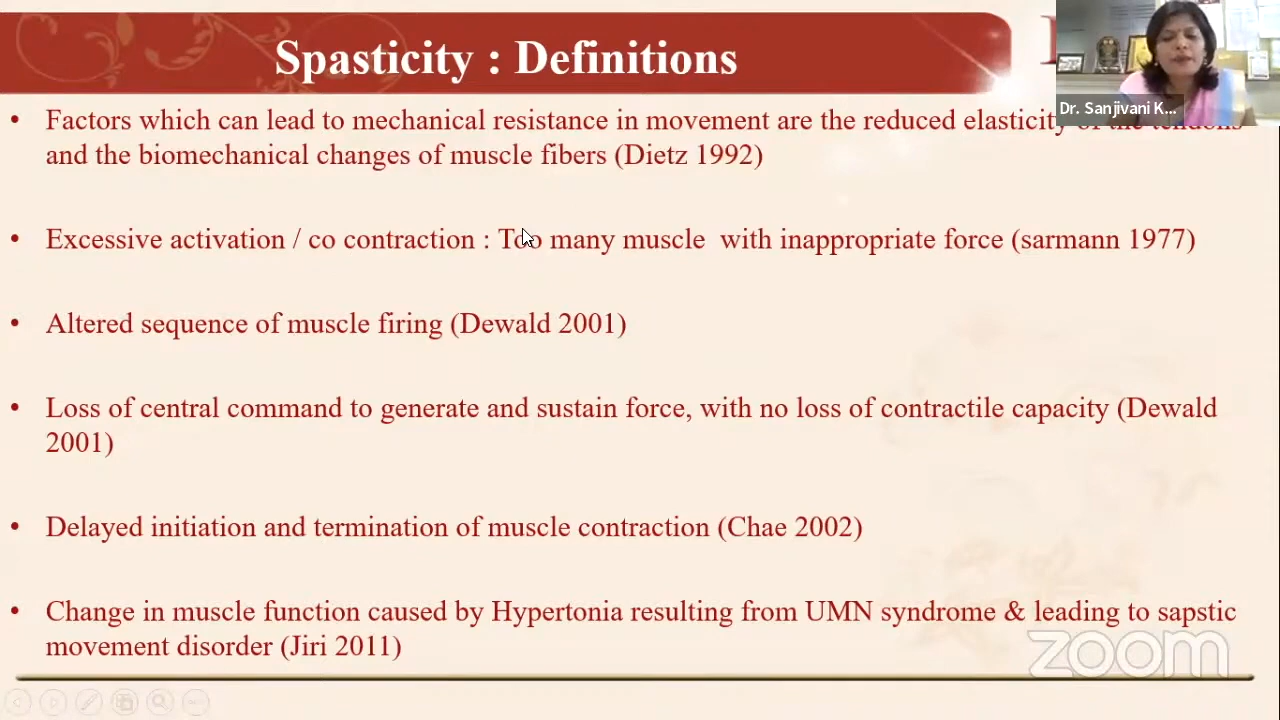 Spasticity : Definitions
Dr. Sanjivani K...
• Factors which can lead to mechanical resistance in movement are the reduced elasticity of the tendons
and the biomechanical changes of muscle fibers (Dietz 1992)
• Excessive activation / co contraction : Too many muscle with inappropriate force (sarmann 1977)
• Altered sequence of muscle firing (Dewald 2001)
• Loss of central command to generate and sustain force, with no loss of contractile capacity (Dewald
2001)
• Delayed initiation and termination of muscle contraction (Chae 2002)
• Change in muscle function caused by Hypertonia resulting from UMN syndrome & leading to sapstic
movement disorder (Jiri 2011)
zoom